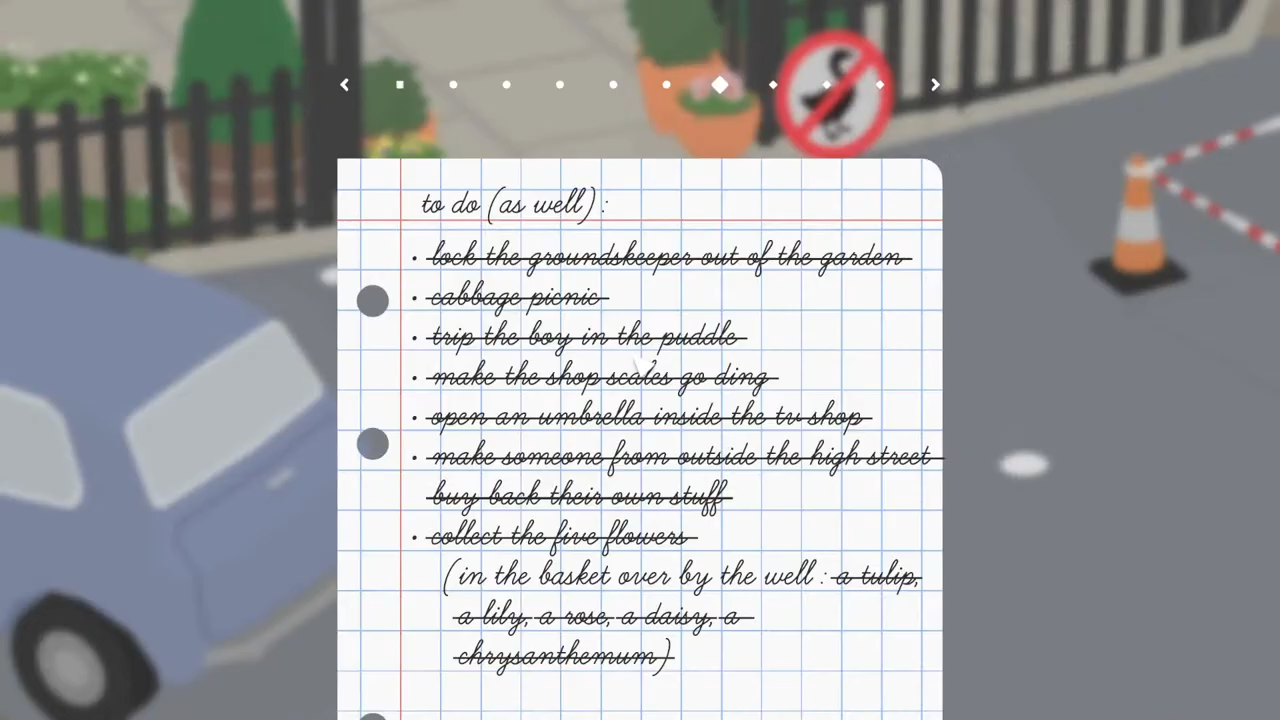 to do (as well) :
• lock the groundskeeper out of the garden
• cabbage picnic
• trip the boy in the puddle
• make the shop scales go ding
• open an umbrella inside the tv shop
• make someone from outside the high street
buy back their own stuff
• collect the five flowers
(in the basket over by the well : a tulip,
a lily, a rose, a daisy, a
chrysanthemum)